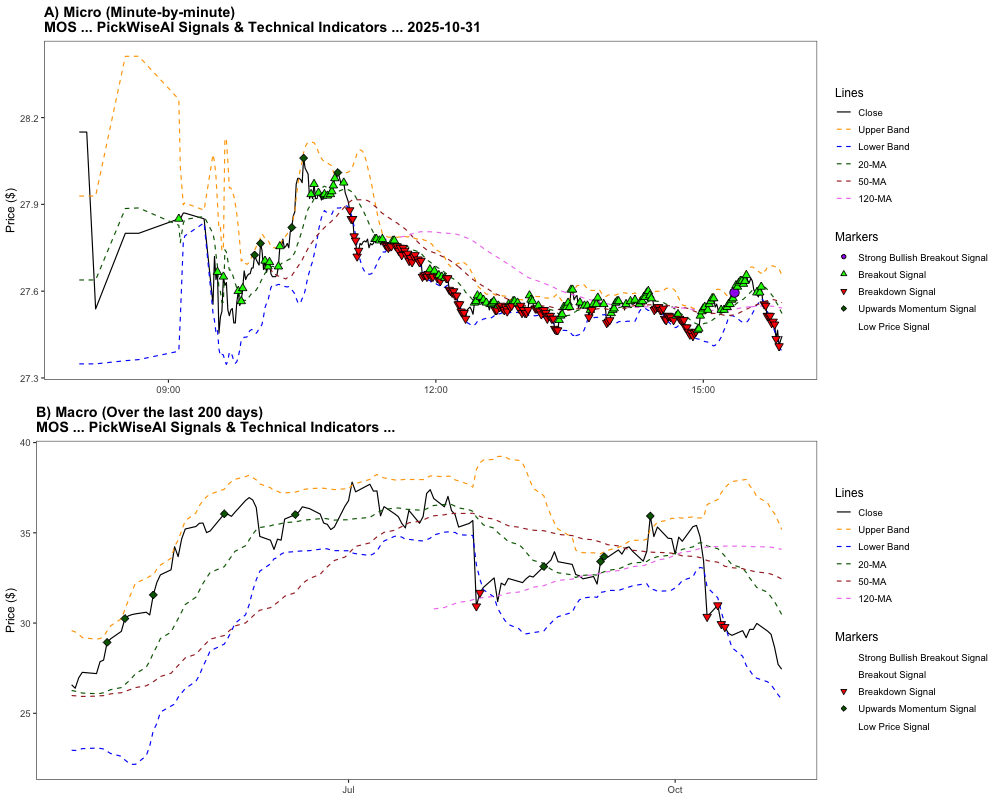 A) Micro (Minute-by-minute)
MOS ... PickWiseAI Signals & Technical Indicators ... 2025-10-31
Price ($)
28.2
27.9
27.6
27.3
09:00
12:00
15:00
Lines
Close
Upper Band
Lower Band
20-MA
50-MA
120-MA
Markers
Strong Bullish Breakout Signal
Breakout Signal
Breakdown Signal
Upwards Momentum Signal
Low Price Signal
B) Macro (Over the last 200 days)
MOS ... PickWiseAI Signals & Technical Indicators ...
Price ($)
40
35
30
25
Jul
Oct
Lines
Close
Upper Band
Lower Band
20-MA
50-MA
120-MA
Markers
Strong Bullish Breakout Signal
Breakout Signal
Breakdown Signal
Upwards Momentum Signal
Low Price Signal